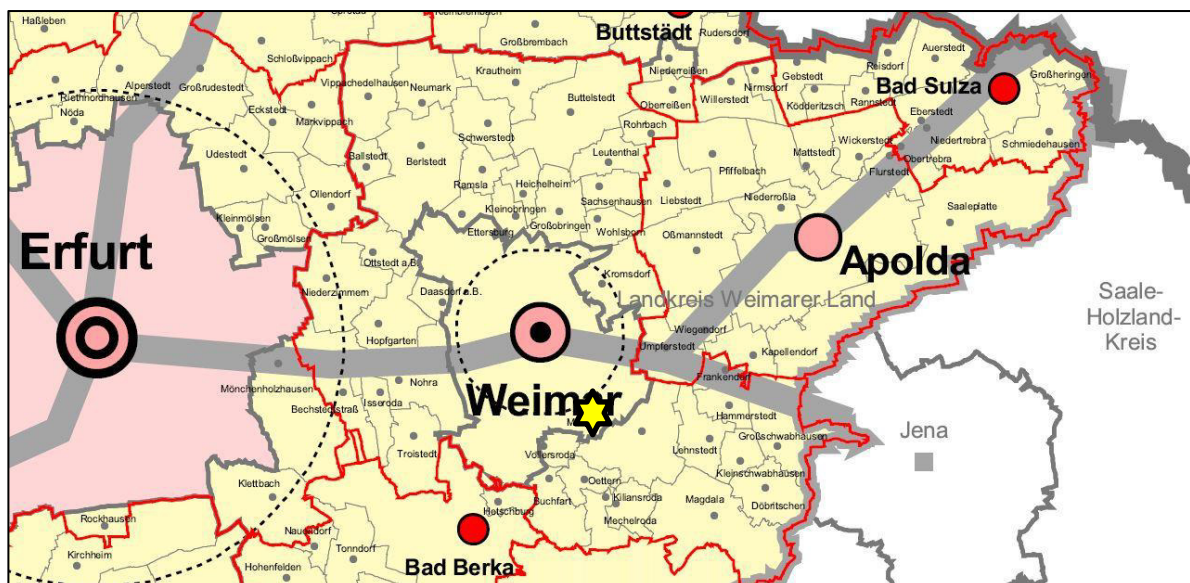 Haßleben
Schloßvippach
Großbrembach
Buttstädt
Rudersdorf
Auerstedt
Alperstedt
Großrudestedt
Vippachedelhausen
Krautheim
Niederreißen
Gebstedt
Reisdorf
Großheringen
Riethnordhausen
Nöda
Eckstedt
Neumark
Buttelstedt
Oberreißen
Willerstedt
Nirmsdorf
Ködderitzsch
Rannstedt
Bad Sulza
Markvippach
Schwerstedt
Rohrbach
Eberstedt
Udestedt
Ballstedt
Berlstedt
Leutenthal
Mattstedt
Wickerstedt
Niedertrebra
Schmiedehausen
Obertrebra
Flurstedt
Pfiffelbach
Ollendorf
Ramsla
Heichelheim
Liebstedt
Niederroßla
Saaleplatte
Kleinmölsen
Kleinobringen
Sachsenhausen
Großmölsen
Ettersburg
Großobringen
Wohlsborn
Oßmannstedt
Erfurt
Ottstedt a.B.
Apolda
Niederzimmern
Daasdorf a.B.
Kromsdorf
Landkreis Weimarer Land
Saale-
Holzland-
Kreis
Wiegendorf
Hopfgarten
Umpferstedt
Kapellendorf
Mönchenholzhausen
Nohra
Frankendorf
Bechstedtstraß
Isseroda
Weimar
Hammerstedt
Jena
Großschwabhausen
Troistedt
Vollersroda
Lehnstedt
Kleinschwabhausen
Klettbach
Oettern
Buchfart
Kiliansroda
Magdala
Döbritschen
Hetschburg
Rockhausen
Mechelroda
Nauendorf
Kirchheim
Tonndorf
Hohenfelden
Bad Berka